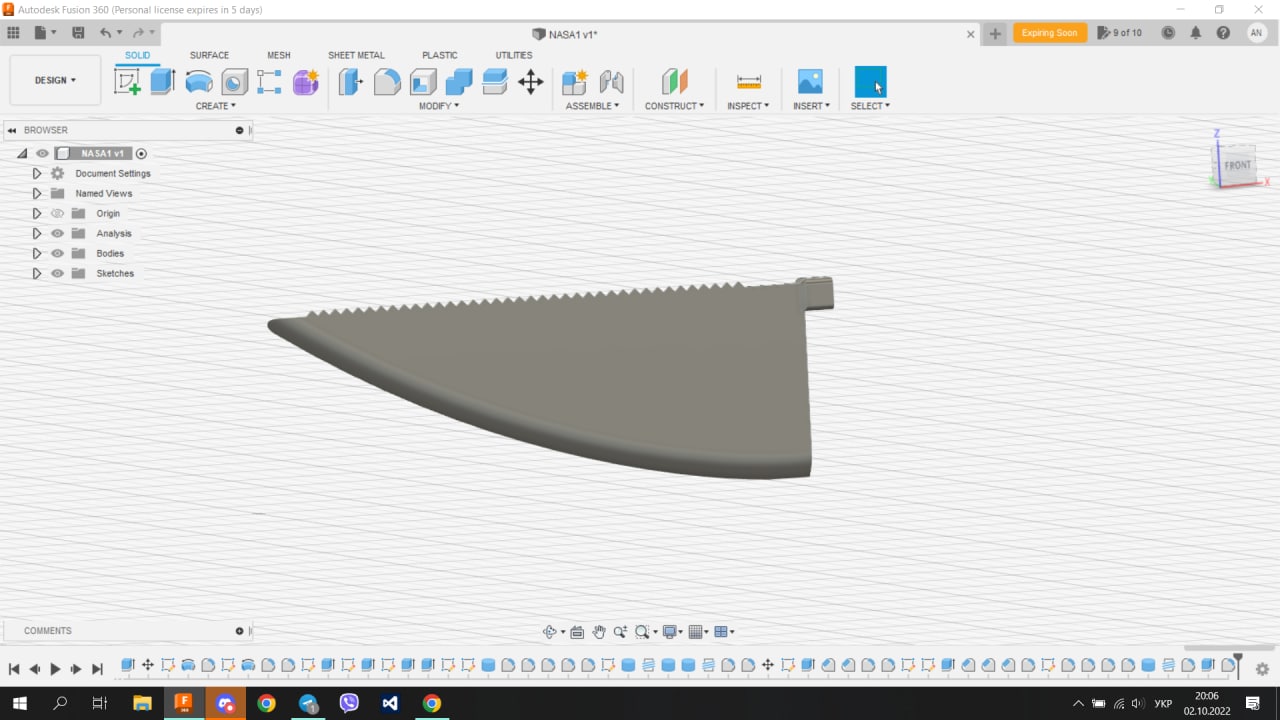 Autodesk Fusion 360 (Personal license expires in 5 days)
NASA1 v1*
Expiring Soon
9 of 10
AN
DESIGN
SOLID SURFACE MESH SHEET METAL PLASTIC UTILITIES
CREATE MODIFY ASSEMBLE CONSTRUCT INSPECT INSERT SELECT
BROWSER
NASA1 v1
Document Settings
Named Views
Origin
Analysis
Bodies
Sketches
Z
FRONT
X
COMMENTS
УКР
20:06
02.10.2022